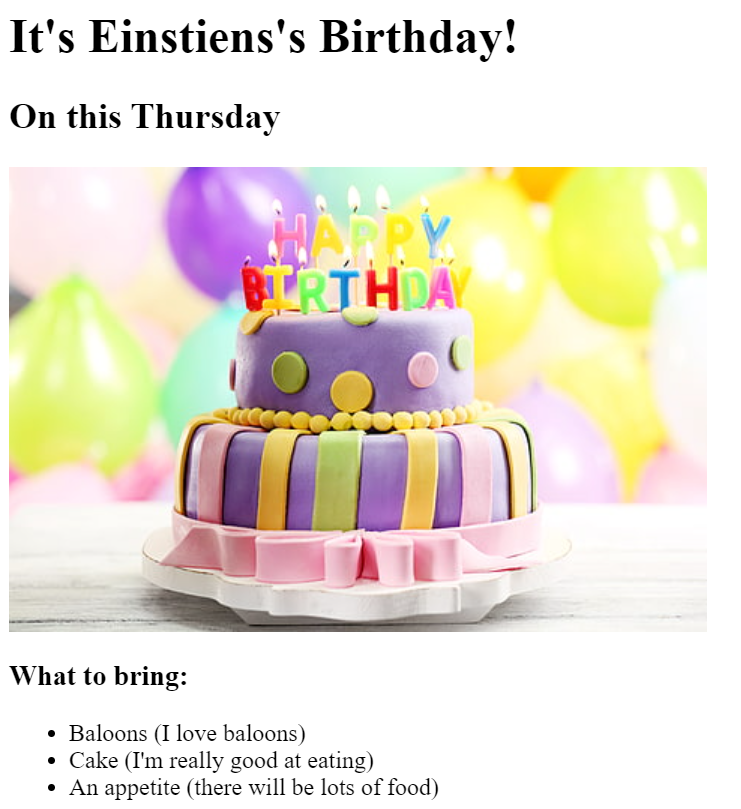 It's Einstiens's Birthday!
On this Thursday
HAPPY
BIRTHDAY
What to bring:
Baloons (I love baloons)
Cake (I'm really good at eating)
An appetite (there will be lots of food)